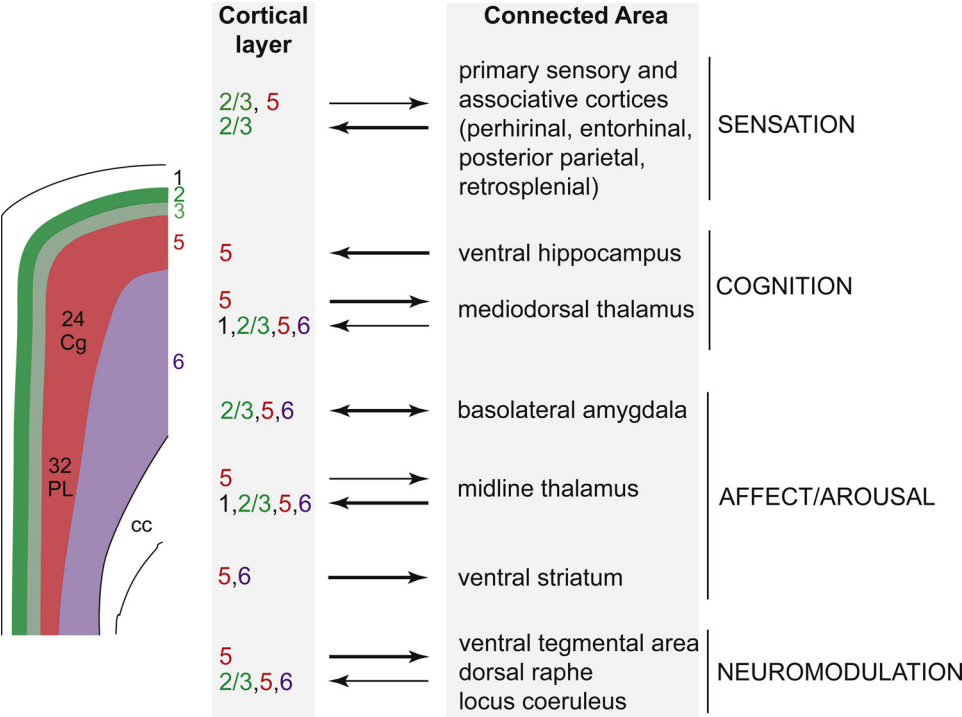 Cortical
layer
Connected Area
2/3, 5
2/3
primary sensory and
associative cortices
(perhirinal, entorhinal,
posterior parietal,
retrosplenial)
SENSATION
1
2
3
5
6
24
Cg
32
PL
cc
5
ventral hippocampus
5
1,2/3,5,6
mediodorsal thalamus
COGNITION
2/3,5,6
basolateral amygdala
5
1,2/3,5,6
midline thalamus
AFFECT/AROUSAL
5,6
ventral striatum
5
2/3,5,6
ventral tegmental area
dorsal raphe
locus coeruleus
NEUROMODULATION